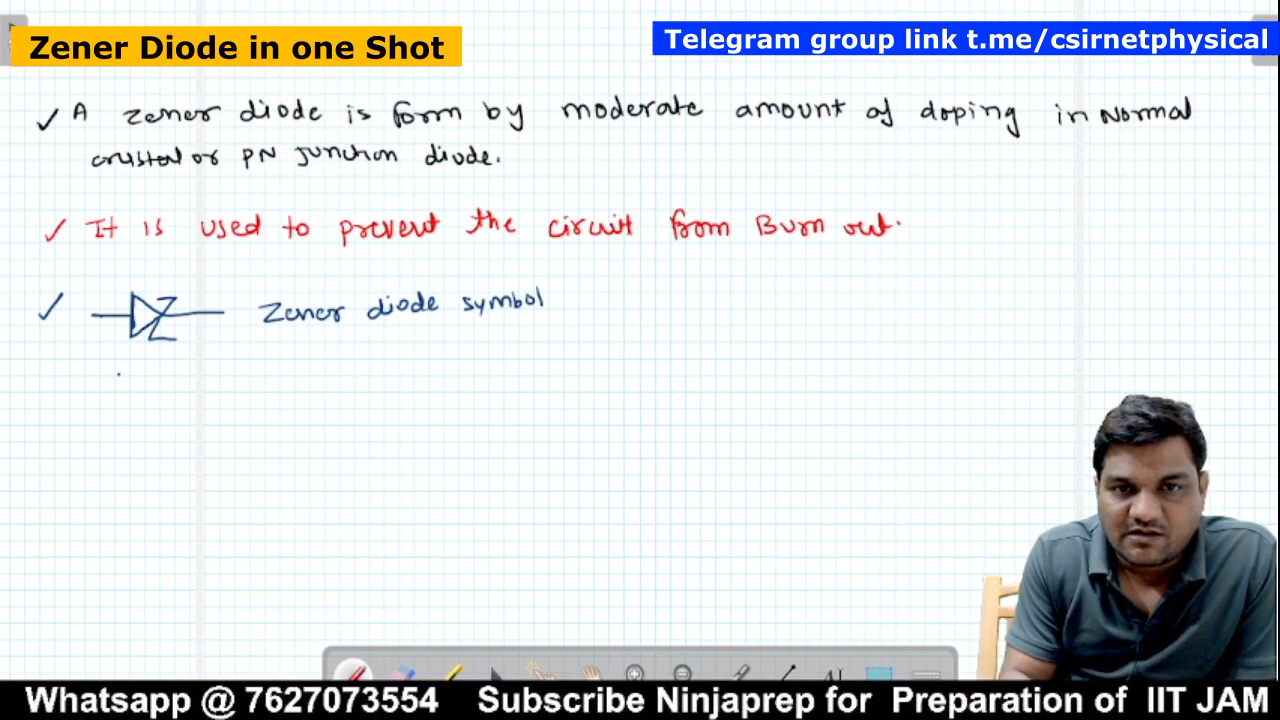 Zener Diode in one Shot
Telegram group link t.me/csirnetphysical
A zener diode is form by moderate amount of doping in Normal
crystal or PN Junction diode.
It is used to prevent the circuit from Burn out.
Zener diode symbol
Whatsapp @ 7627073554 Subscribe Ninjaprep for Preparation of IIT JAM